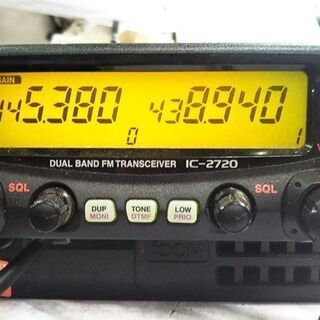 MAIN
145.380 438.940
0 1
DUAL BAND FM TRANSCEIVER IC-2720
SQL SQL
DUP TONE LOW
MONI DTMF PRIO
ICOM